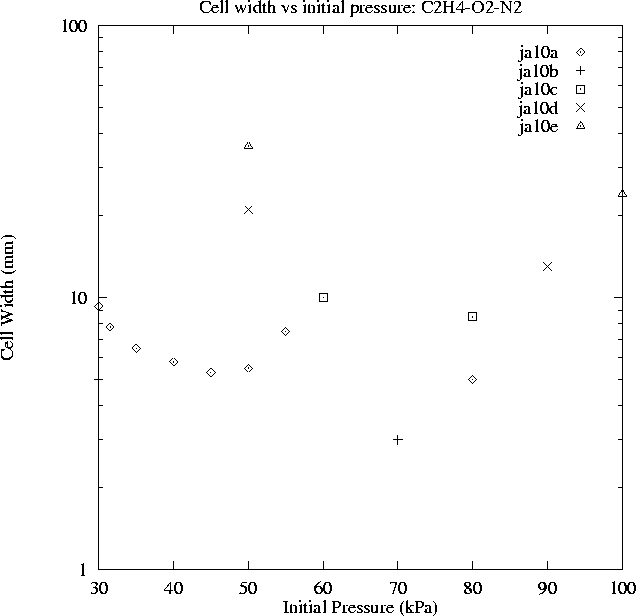 Cell width vs initial pressure: C2H4-O2-N2
100
ja10a
ja10b
ja10c
ja10d
ja10e
Cell Width (mm)
10
1
30 40 50 60 70 80 90 100
Initial Pressure (kPa)